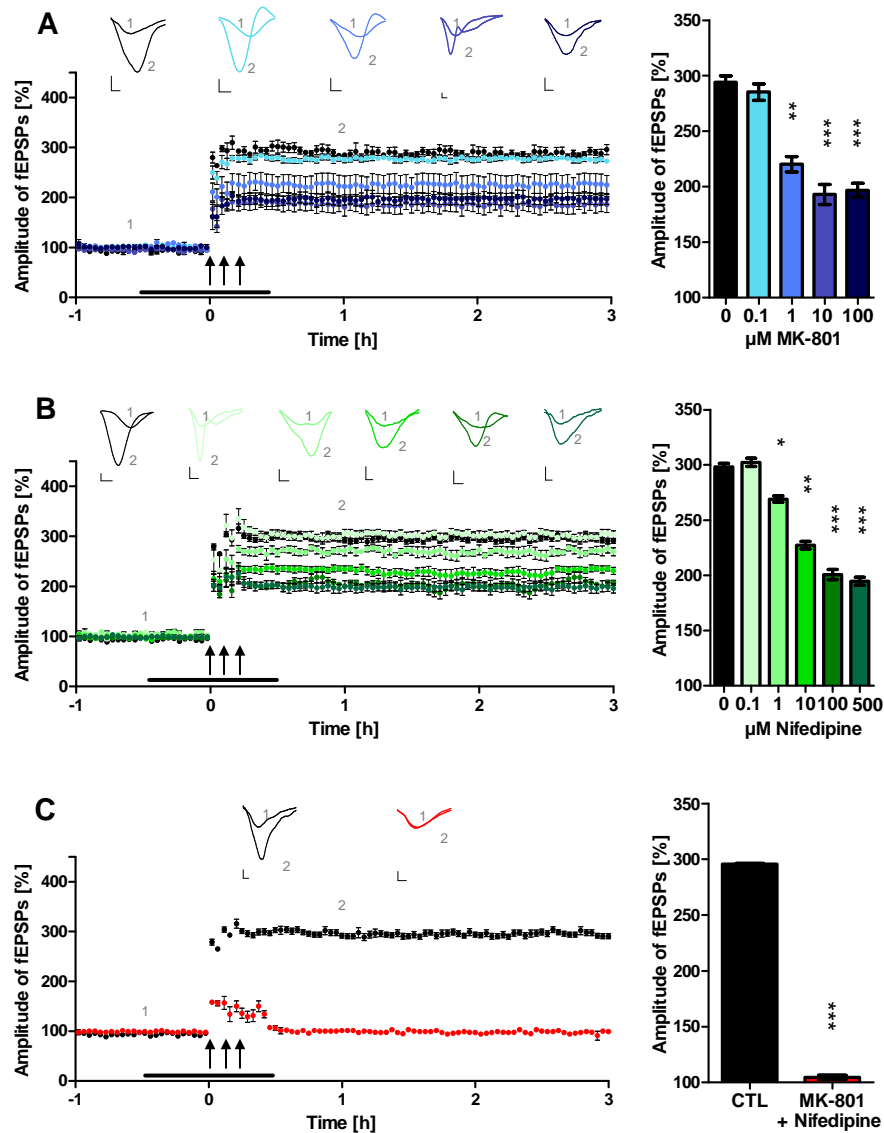 A
1 2
1 2
1 2
1 2
1 2
Amplitude of fEPSPs [%]
400
300
200
100
0
1
2
-1 0 1 2 3
Time [h]
Amplitude of fEPSPs [%]
350
300
250
200
150
100
** *** ***
0 0.1 1 10 100
µM MK-801
B
1 2
1 2
1 2
1 2
1 2
1 2
Amplitude of fEPSPs [%]
400
300
200
100
0
1
2
-1 0 1 2 3
Time [h]
Amplitude of fEPSPs [%]
350
300
250
200
150
100
* ** *** ***
0 0.1 1 10 100 500
µM Nifedipine
C
1 2
1 2
Amplitude of fEPSPs [%]
400
300
200
100
0
1
2
-1 0 1 2 3
Time [h]
Amplitude of fEPSPs [%]
350
300
250
200
150
100
***
CTL MK-801
+ Nifedipine